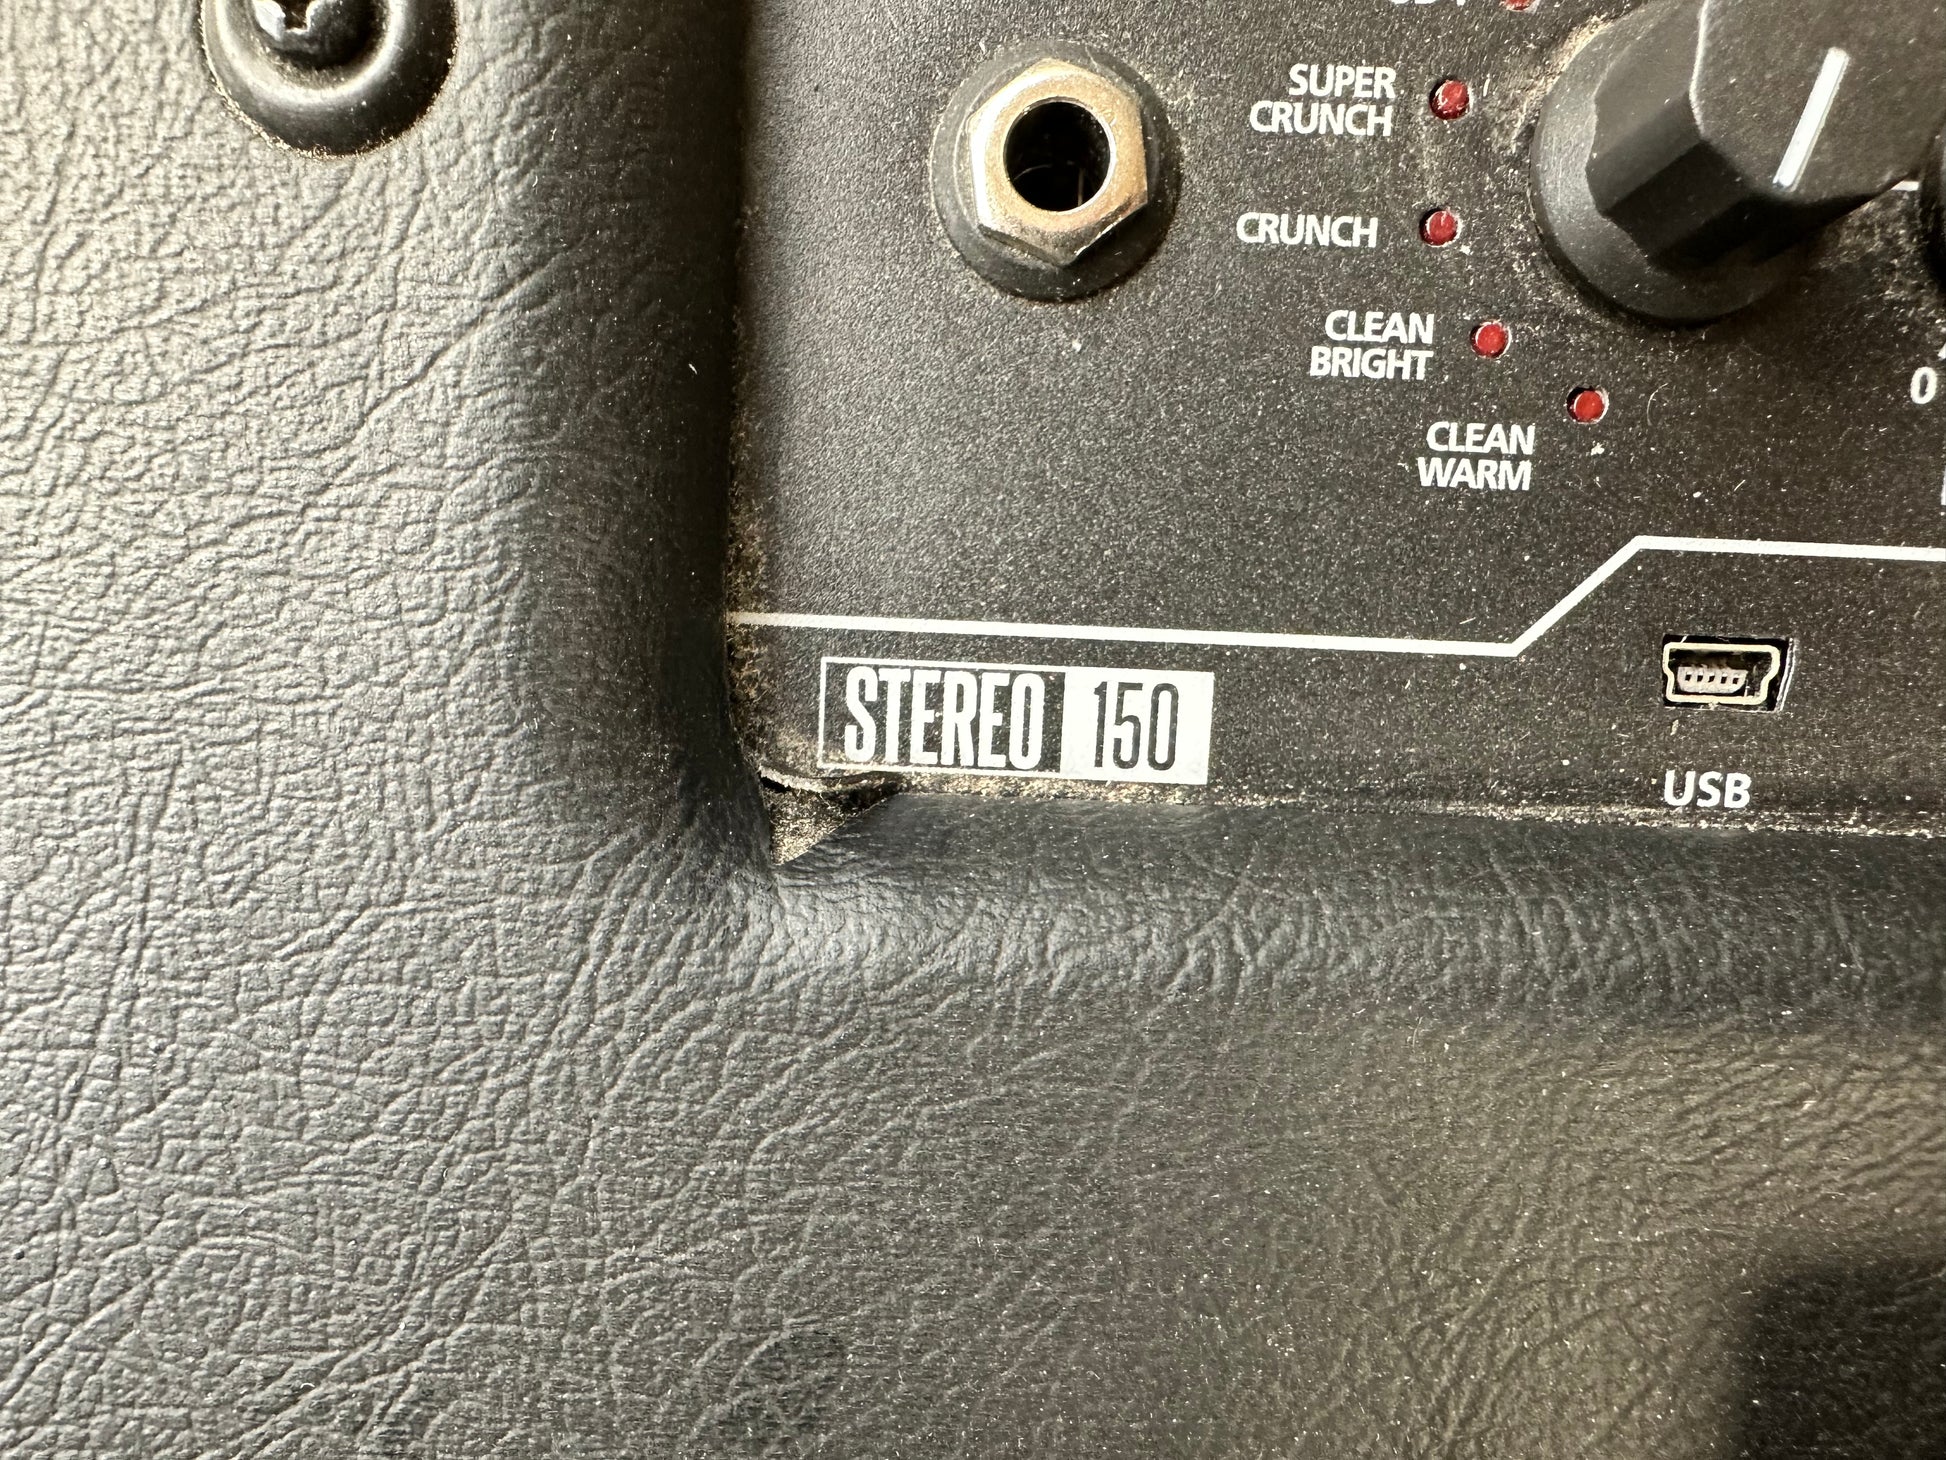 SUPER
CRUNCH
CRUNCH
CLEAN
BRIGHT
0
CLEAN
WARM
STEREO 150
USB